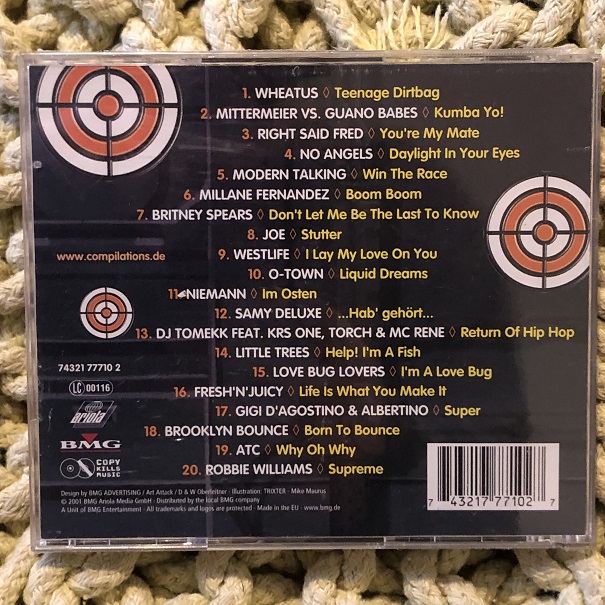 1. WHEATUS ◊ Teenage Dirtbag
2. MITTERMEIER VS. GUANO BABES ◊ Kumba Yo!
3. RIGHT SAID FRED ◊ You're My Mate
4. NO ANGELS ◊ Daylight In Your Eyes
5. MODERN TALKING ◊ Win The Race
6. MILLANE FERNANDEZ ◊ Boom Boom
7. BRITNEY SPEARS ◊ Don't Let Me Be The Last To Know
8. JOE ◊ Stutter
www.compilations.de
9. WESTLIFE ◊ I Lay My Love On You
10. O-TOWN ◊ Liquid Dreams
11. NIEMANN ◊ Im Osten
12. SAMY DELUXE ◊ ...Hab' gehört...
13. DJ TOMEKK FEAT. KRS ONE, TORCH & MC RENE ◊ Return Of Hip Hop
14. LITTLE TREES ◊ Help! I'm A Fish
74321 77710 2
15. LOVE BUG LOVERS ◊ I'm A Love Bug
LC 00116
16. FRESH'N'JUICY ◊ Life Is What You Make It
ariola
17. GIGI D'AGOSTINO & ALBERTINO ◊ Super
18. BROOKLYN BOUNCE ◊ Born To Bounce
BMG
19. ATC ◊ Why Oh Why
COPY
KILLS
MUSIC
20. ROBBIE WILLIAMS ◊ Supreme
Design by BMG ADVERTISING / Art Attack / D & W Oberleitner · Illustration: TRIXTER · Mike Maurus
© 2001 BMG Ariola Media GmbH · Distributed by the local BMG company
A Unit of BMG Entertainment · All trademarks and logos are protected · Made in the EU · www.bmg.de
7 43217 77102 7